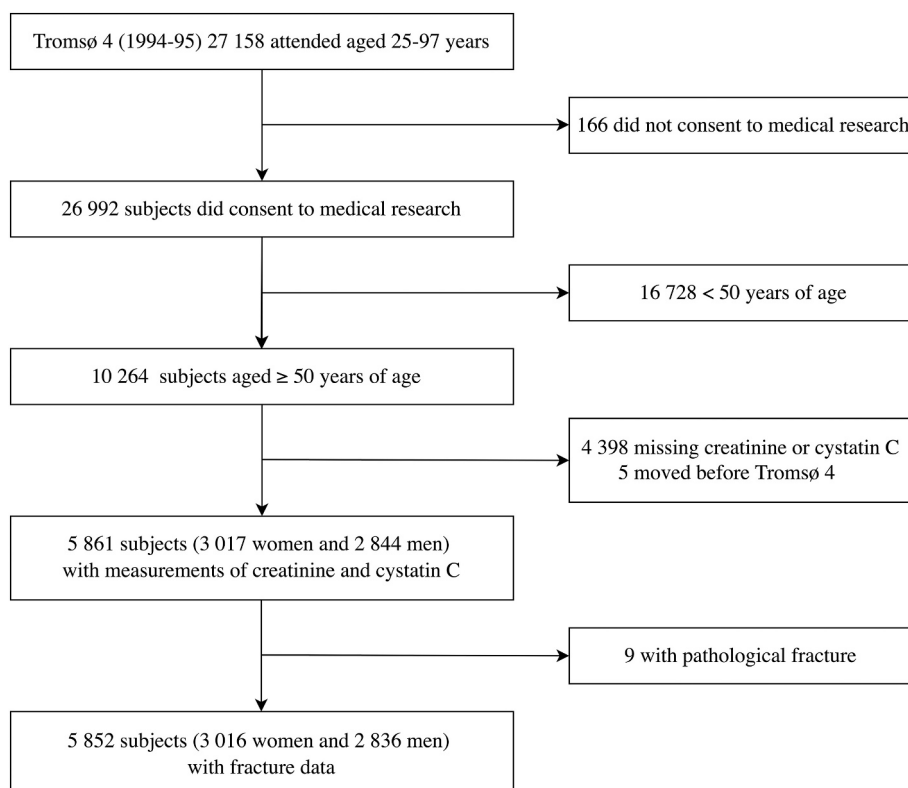 Tromsø 4 (1994-95) 27 158 attended aged 25-97 years
166 did not consent to medical research
26 992 subjects did consent to medical research
16 728 < 50 years of age
10 264 subjects aged ≥ 50 years of age
4 398 missing creatinine or cystatin C
5 moved before Tromsø 4
5 861 subjects (3 017 women and 2 844 men)
with measurements of creatinine and cystatin C
9 with pathological fracture
5 852 subjects (3 016 women and 2 836 men)
with fracture data